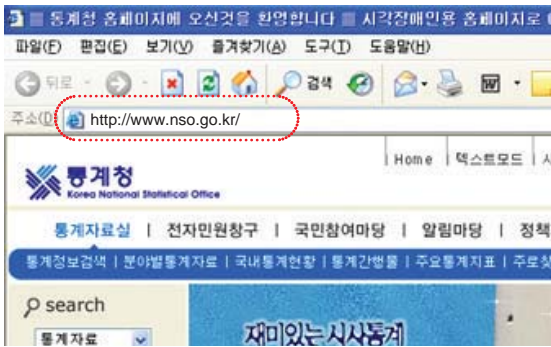 통계청 홈페이지에 오신것을 환영합니다 시각장애인용 홈페이지로
파일(F) 편집(E) 보기(V) 즐겨찾기(A) 도구(T) 도움말(H)
뒤로 검색
주소(D) http://www.nso.go.kr/
Home | 텍스트모드 |
통계청
Korea National Statistical Office
통계자료실 | 전자민원창구 | 국민참여마당 | 알림마당 | 정책
통계정보검색 | 분야별통계자료 | 국내통계현황 | 통계간행물 | 주요통계지표 | 주로찾
search
통계자료
재미있는 시사통계